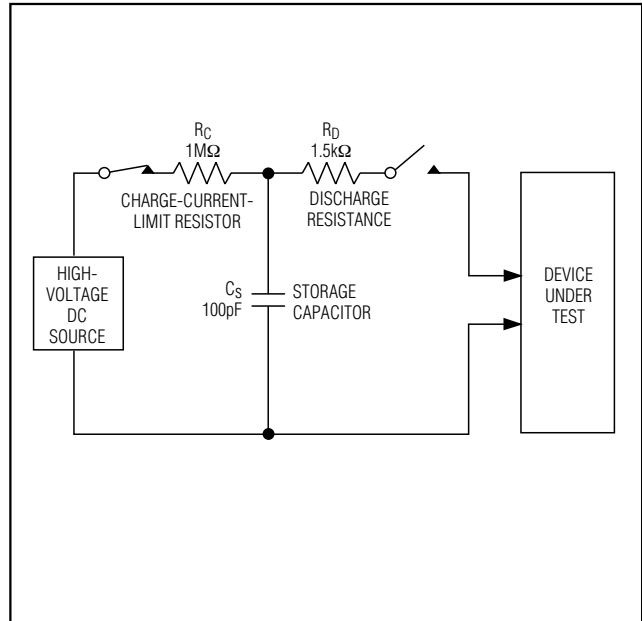 R_C
1MΩ
CHARGE-CURRENT-
LIMIT RESISTOR
R_D
1.5kΩ
DISCHARGE
RESISTANCE
HIGH-
VOLTAGE
DC
SOURCE
C_S
100pF
STORAGE
CAPACITOR
DEVICE
UNDER
TEST